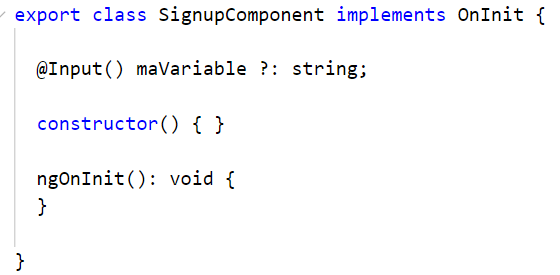 export class SignupComponent implements OnInit {
@Input() maVariable ?: string;
constructor() { }
ngOnInit(): void {
}
}